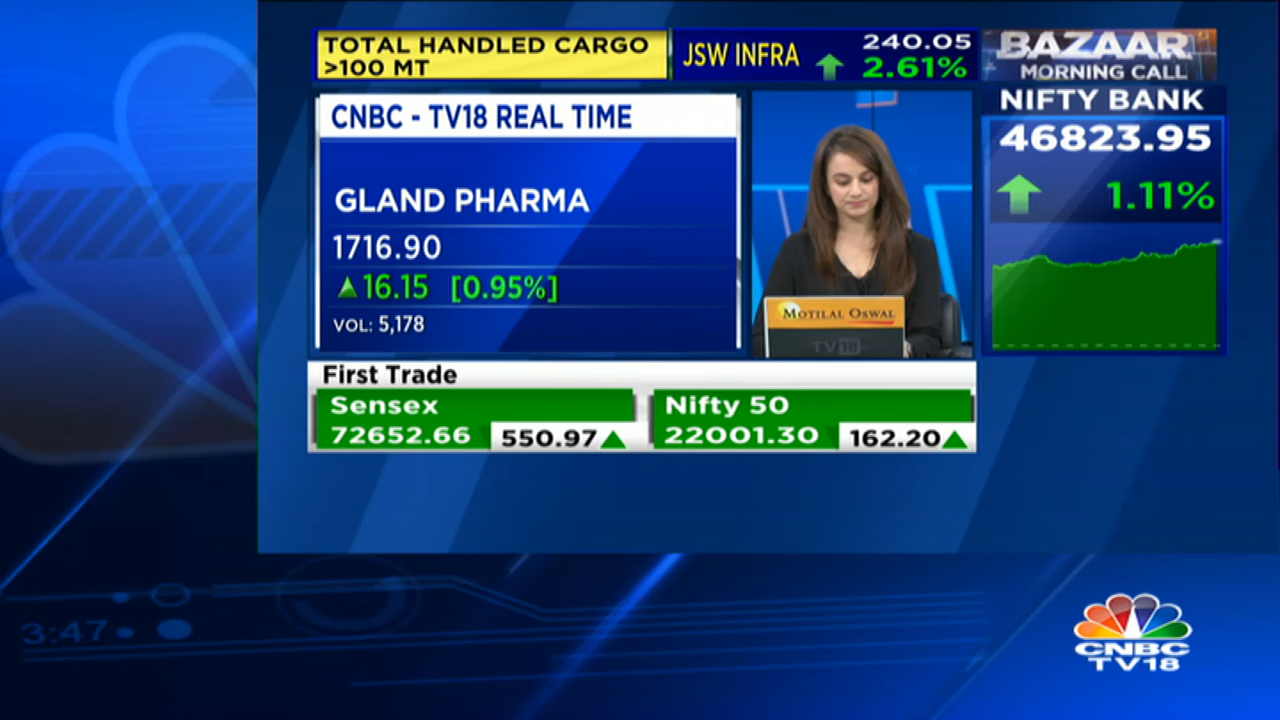 TOTAL HANDLED CARGO
>100 MT
JSW INFRA
240.05
2.61%
BAZAAR
MORNING CALL
CNBC - TV18 REAL TIME
GLAND PHARMA
1716.90
16.15 [0.95%]
VOL: 5,178
MOTILAL OSWAL
TV18
NIFTY BANK
46823.95
1.11%
First Trade
Sensex
72652.66 550.97
Nifty 50
22001.30 162.20
3:47
CNBC
TV18